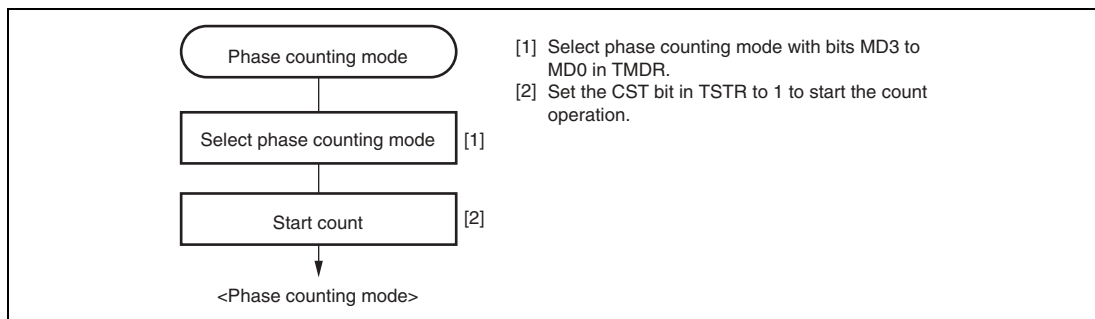 Phase counting mode
Select phase counting mode [1]
Start count [2]
<Phase counting mode>
[1] Select phase counting mode with bits MD3 to
MD0 in TMDR.
[2] Set the CST bit in TSTR to 1 to start the count
operation.